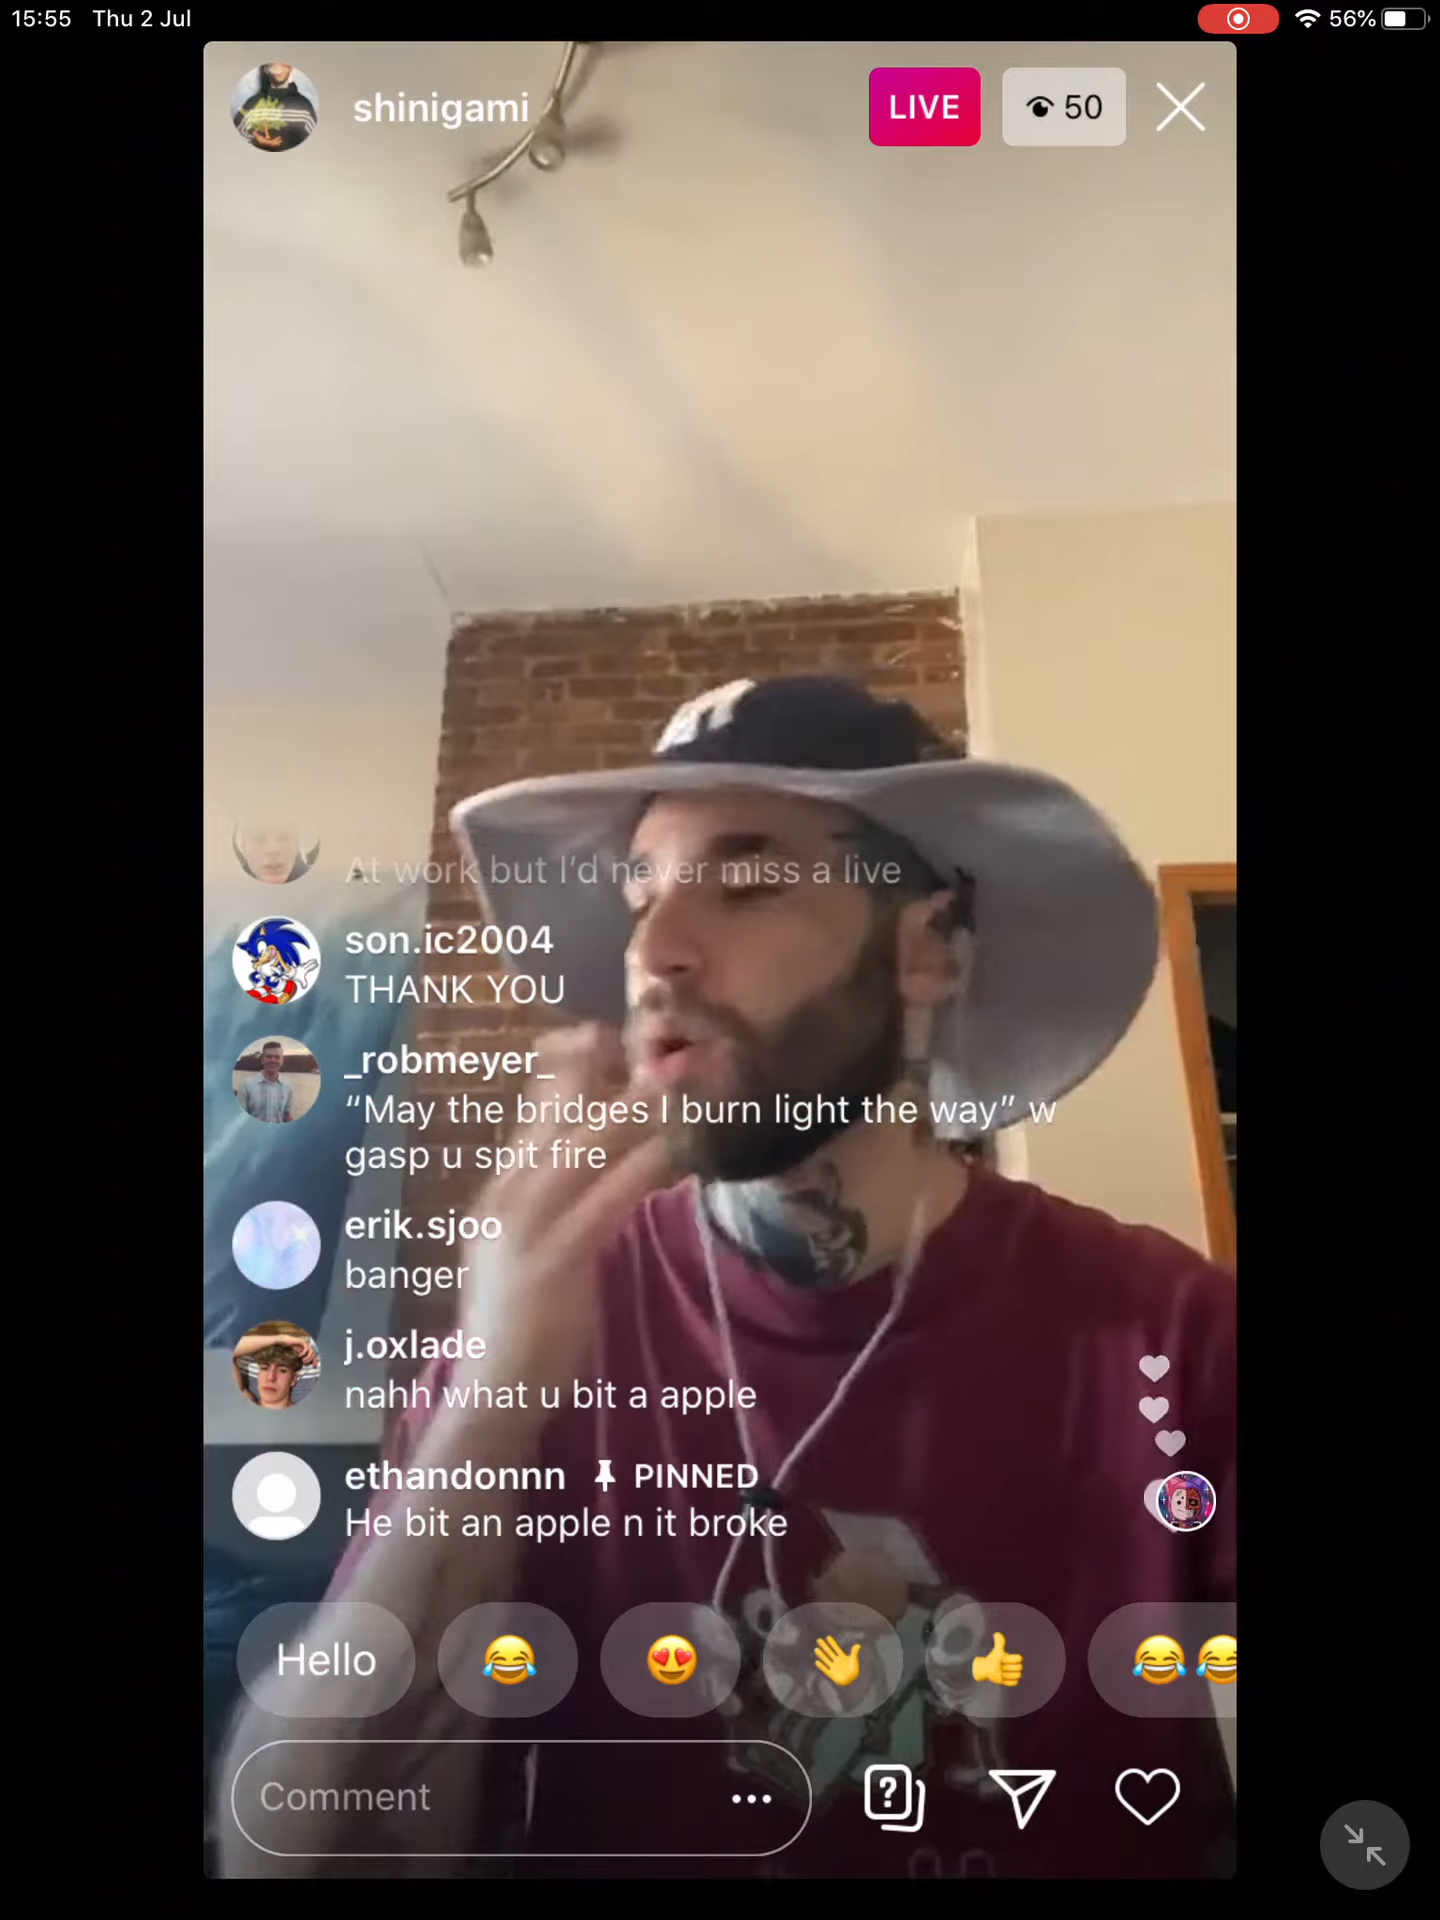 15:55 Thu 2 Jul
56%
shinigami
LIVE
50
At work but I'd never miss a live
son.ic2004
THANK YOU
_robmeyer_
“May the bridges I burn light the way” w
gasp u spit fire
erik.sjoo
banger
j.oxlade
nahh what u bit a apple
ethandonnn PINNED
He bit an apple n it broke
Hello
Comment